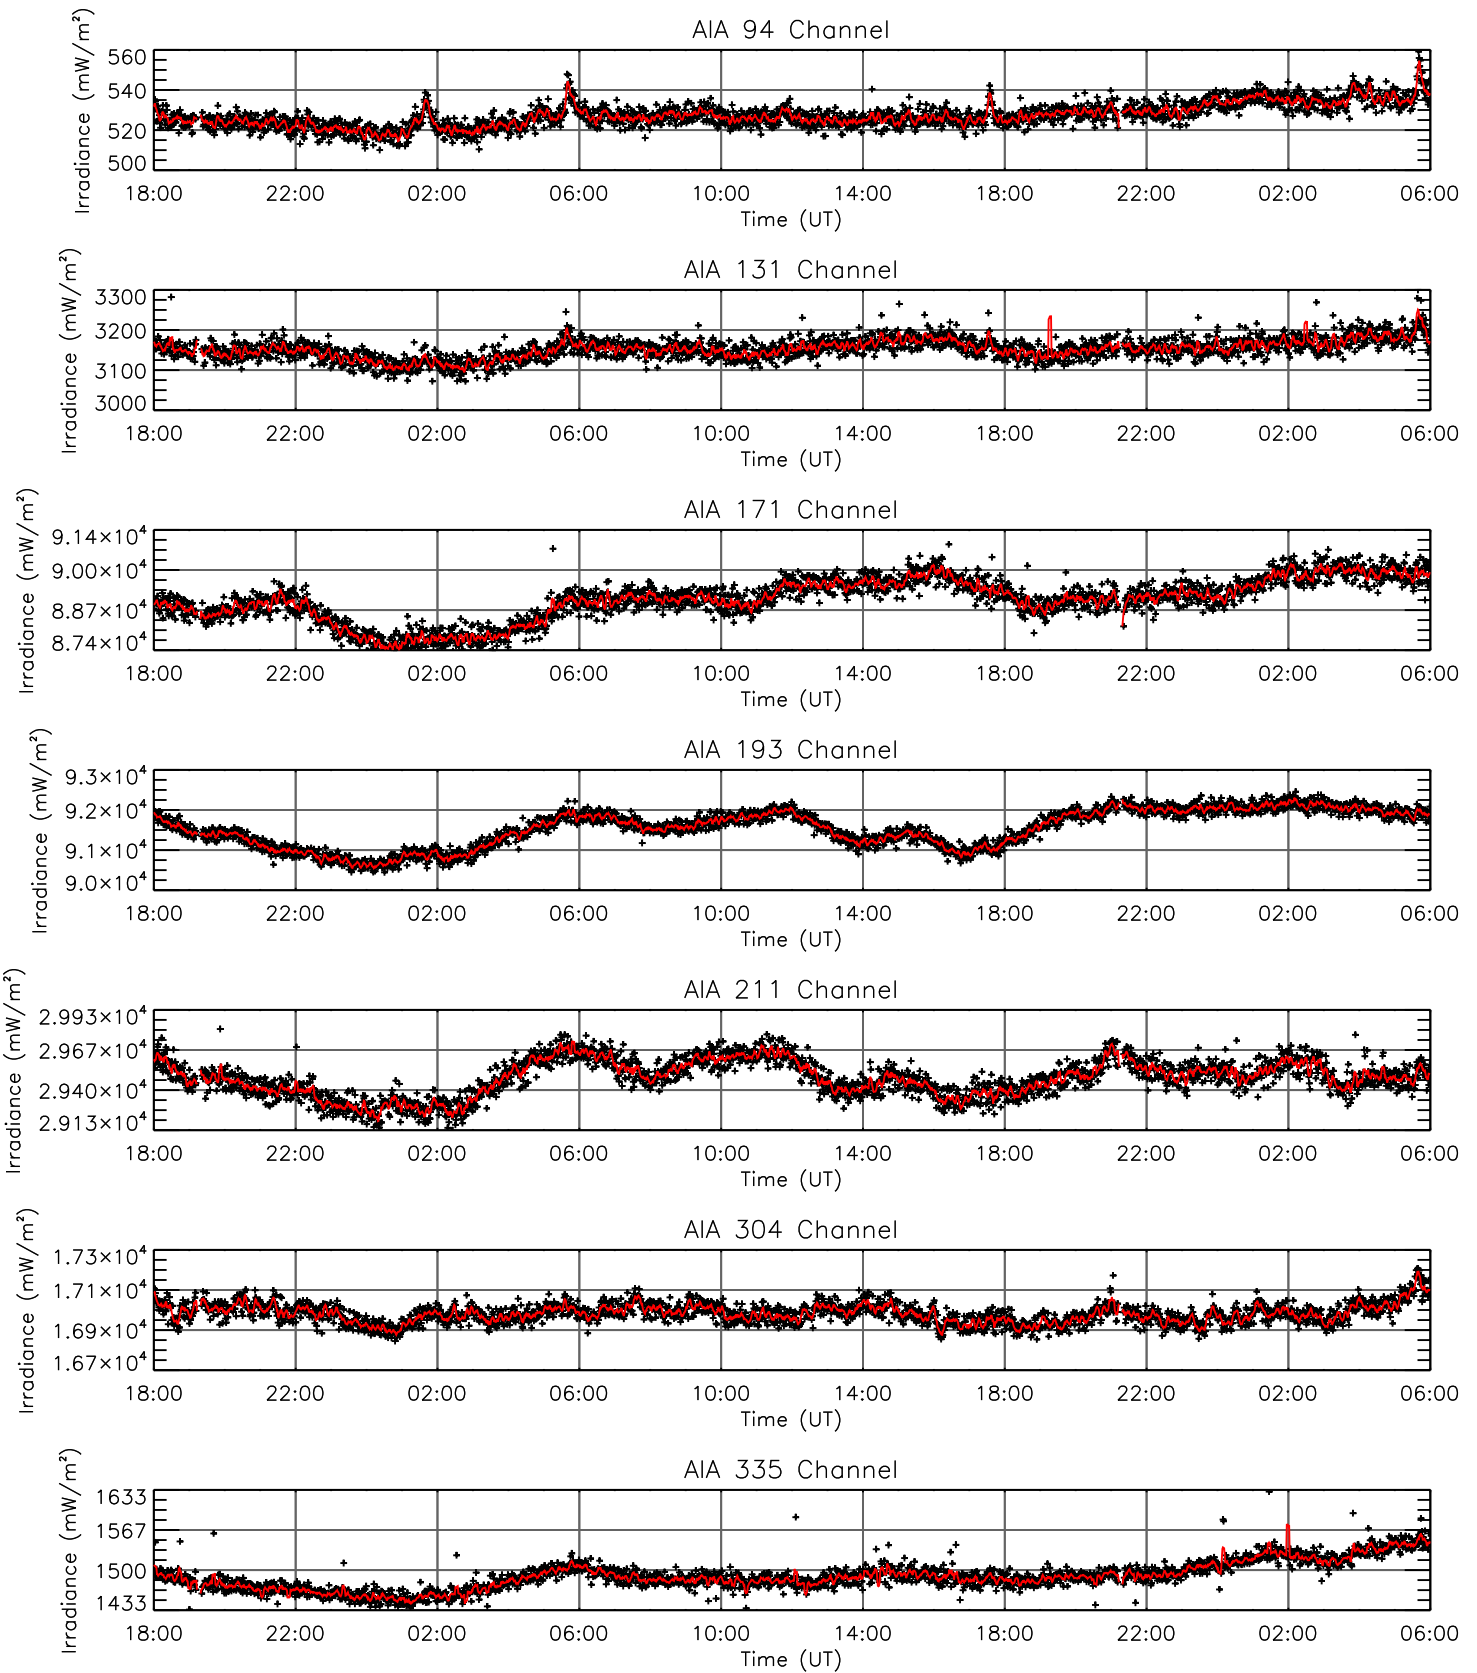 AIA 94 Channel
Irradiance (mW/m²)
560
540
520
500
18:00 22:00 02:00 06:00 10:00 14:00 18:00 22:00 02:00 06:00
Time (UT)
AIA 131 Channel
Irradiance (mW/m²)
3300
3200
3100
3000
18:00 22:00 02:00 06:00 10:00 14:00 18:00 22:00 02:00 06:00
Time (UT)
AIA 171 Channel
Irradiance (mW/m²)
9.14×10⁴
9.00×10⁴
8.87×10⁴
8.74×10⁴
18:00 22:00 02:00 06:00 10:00 14:00 18:00 22:00 02:00 06:00
Time (UT)
AIA 193 Channel
Irradiance (mW/m²)
9.3×10⁴
9.2×10⁴
9.1×10⁴
9.0×10⁴
18:00 22:00 02:00 06:00 10:00 14:00 18:00 22:00 02:00 06:00
Time (UT)
AIA 211 Channel
Irradiance (mW/m²)
2.993×10⁴
2.967×10⁴
2.940×10⁴
2.913×10⁴
18:00 22:00 02:00 06:00 10:00 14:00 18:00 22:00 02:00 06:00
Time (UT)
AIA 304 Channel
Irradiance (mW/m²)
1.73×10⁴
1.71×10⁴
1.69×10⁴
1.67×10⁴
18:00 22:00 02:00 06:00 10:00 14:00 18:00 22:00 02:00 06:00
Time (UT)
AIA 335 Channel
Irradiance (mW/m²)
1633
1567
1500
1433
18:00 22:00 02:00 06:00 10:00 14:00 18:00 22:00 02:00 06:00
Time (UT)